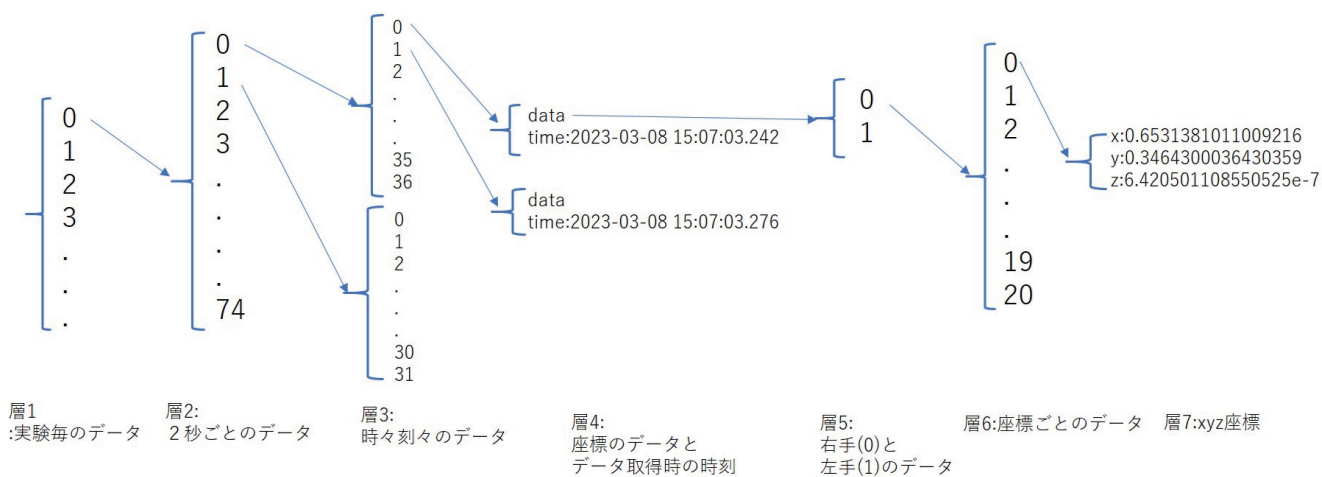 0
1
2
3
.
.
.
0
1
2
3
.
.
.
.
74
0
1
2
.
.
.
35
36
0
1
2
.
.
.
30
31
data
time:2023-03-08 15:07:03.242
data
time:2023-03-08 15:07:03.276
0
1
0
1
2
.
.
.
19
20
x:0.6531381011009216
y:0.3464300036430359
z:6.420501108550525e-7
層1
:実験毎のデータ
層2:
２秒ごとのデータ
層3:
時々刻々のデータ
層4:
座標のデータと
データ取得時の時刻
層5:
右手(0)と
左手(1)のデータ
層6:座標ごとのデータ
層7:xyz座標